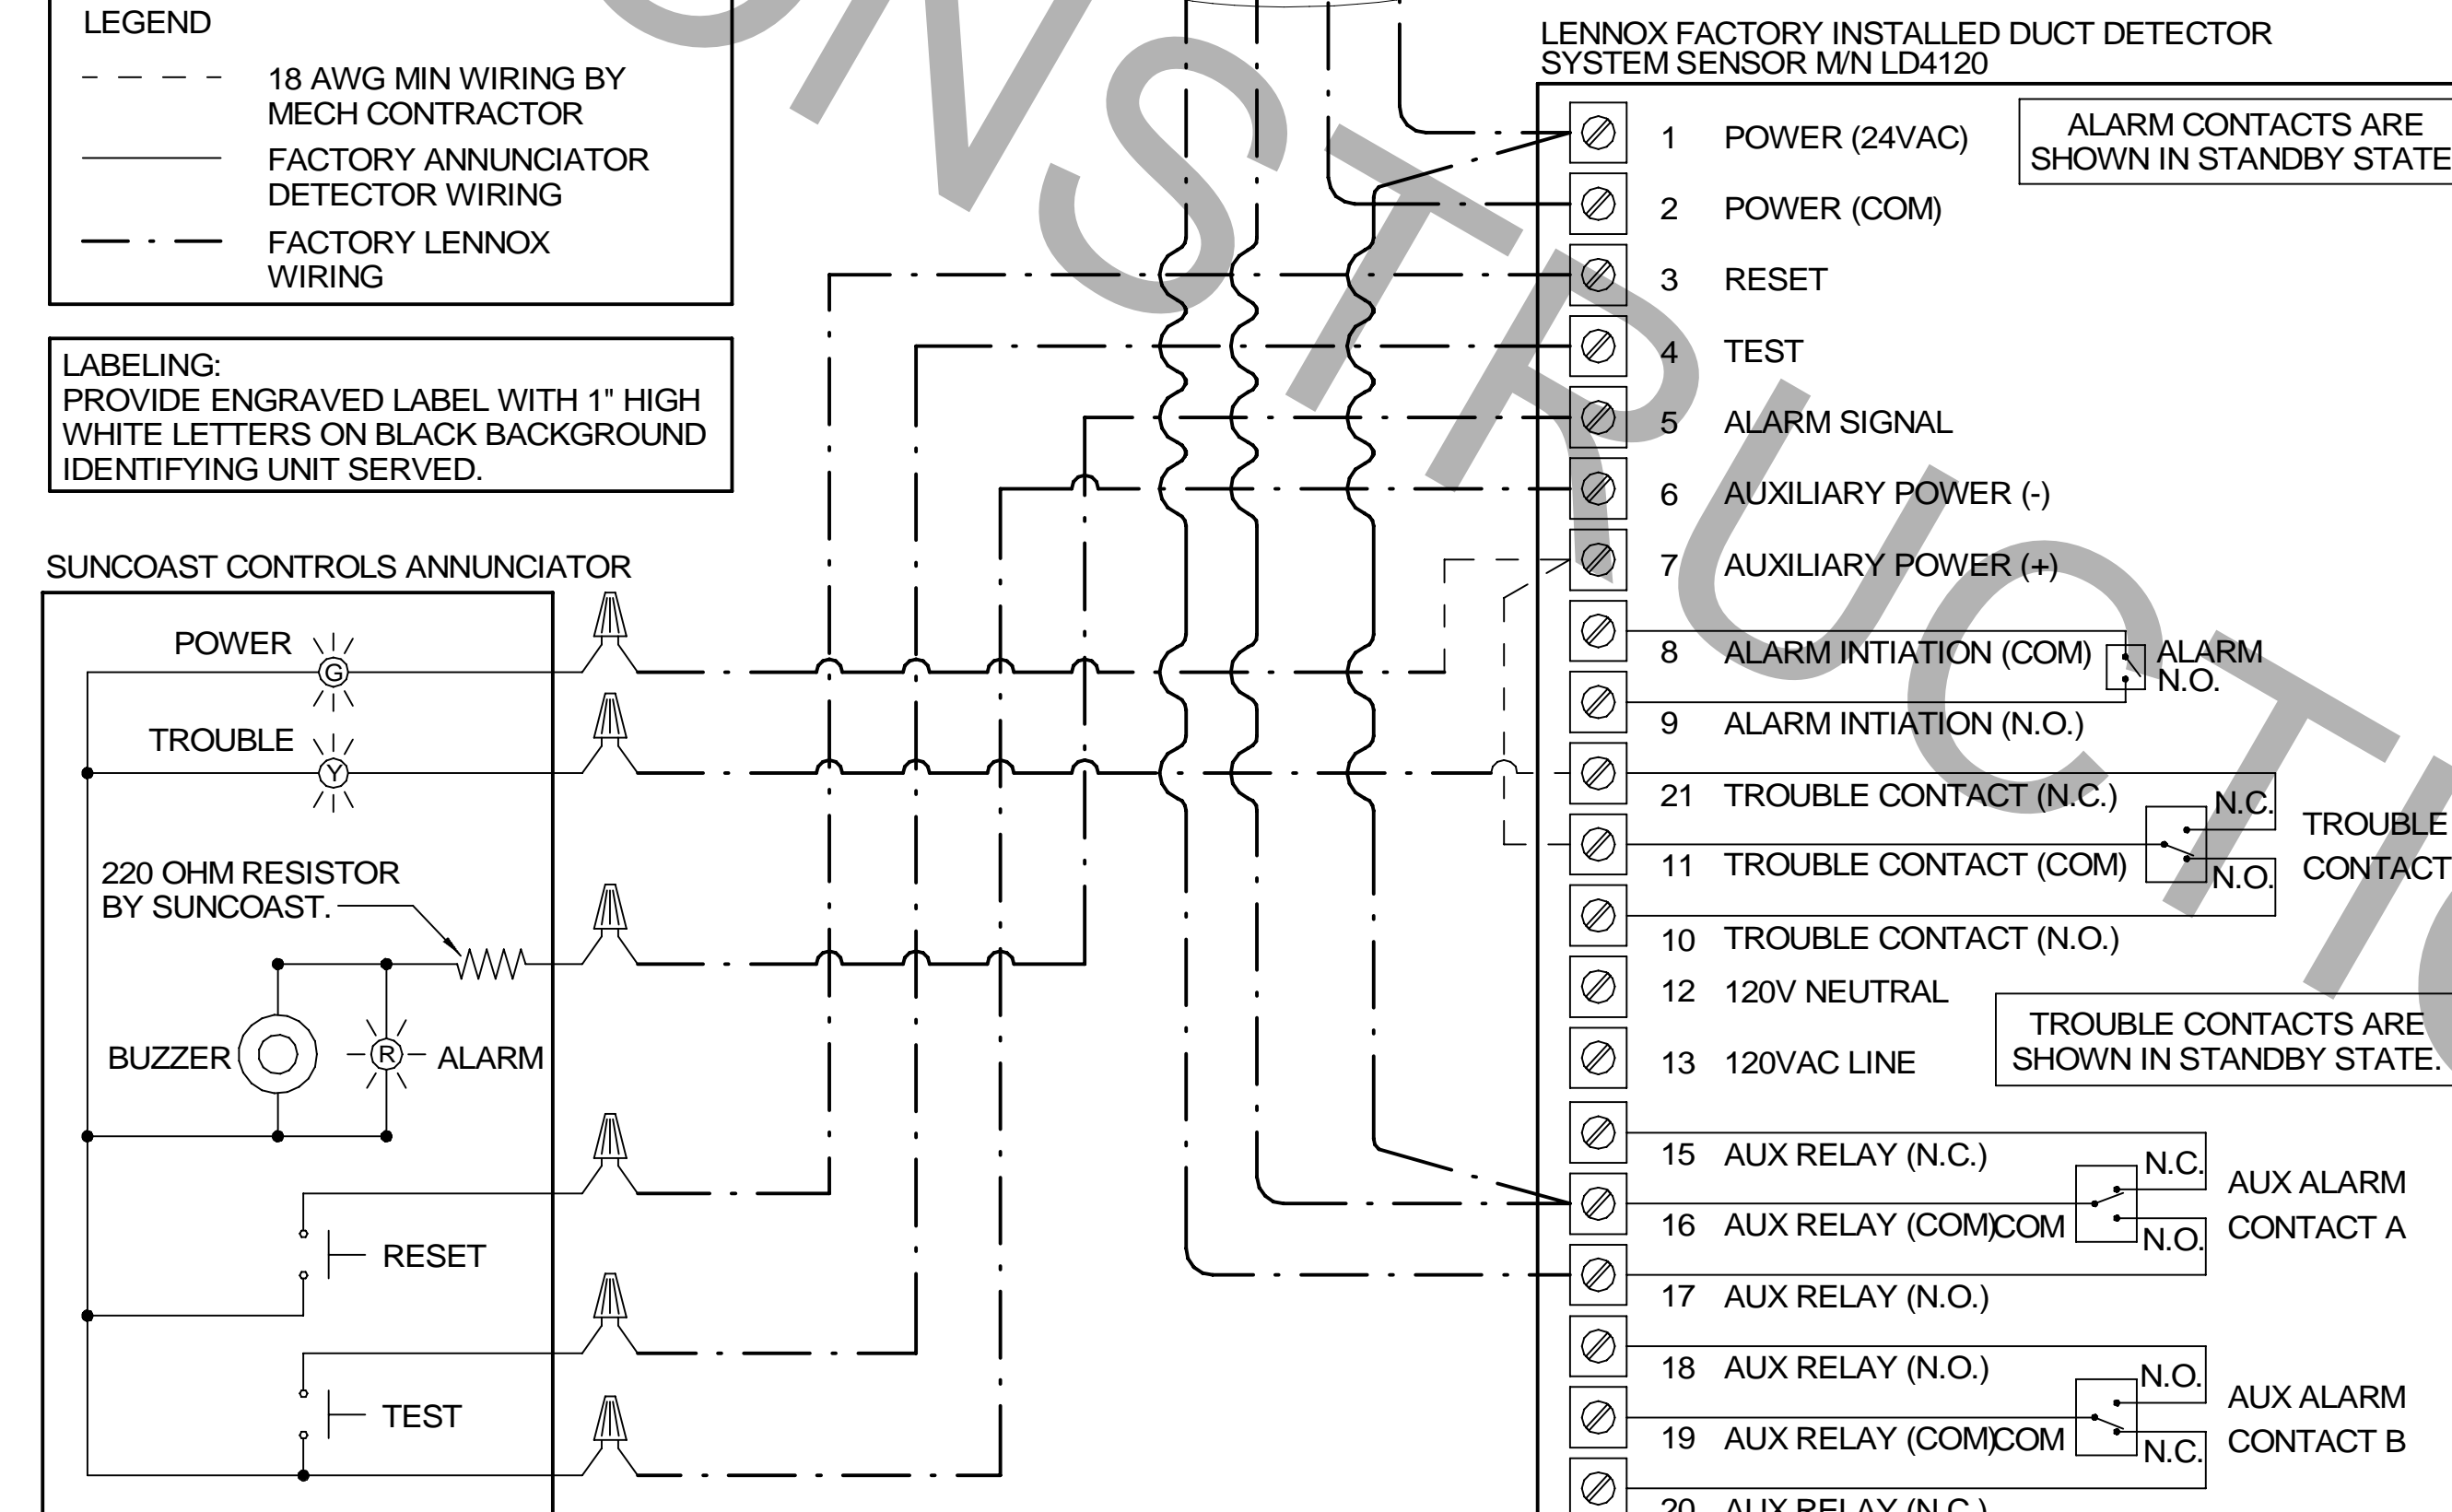 LEGEND
18 AWG MIN WIRING BY
MECH CONTRACTOR
FACTORY ANNUNCIATOR
DETECTOR WIRING
FACTORY LENNOX
WIRING
LABELING:
PROVIDE ENGRAVED LABEL WITH 1" HIGH
WHITE LETTERS ON BLACK BACKGROUND
IDENTIFYING UNIT SERVED.
SUNCOAST CONTROLS ANNUNCIATOR
POWER
G
TROUBLE
Y
220 OHM RESISTOR
BY SUNCOAST.
BUZZER
R
ALARM
RESET
TEST
LENNOX FACTORY INSTALLED DUCT DETECTOR
SYSTEM SENSOR M/N LD4120
ALARM CONTACTS ARE
SHOWN IN STANDBY STATE
1 POWER (24VAC)
2 POWER (COM)
3 RESET
4 TEST
5 ALARM SIGNAL
6 AUXILIARY POWER (-)
7 AUXILIARY POWER (+)
8 ALARM INTIATION (COM)
ALARM
N.O.
9 ALARM INTIATION (N.O.)
21 TROUBLE CONTACT (N.C.)
N.C.
TROUBLE
CONTACT
11 TROUBLE CONTACT (COM)
N.O.
10 TROUBLE CONTACT (N.O.)
12 120V NEUTRAL
13 120VAC LINE
TROUBLE CONTACTS ARE
SHOWN IN STANDBY STATE.
15 AUX RELAY (N.C.)
N.C.
AUX ALARM
CONTACT A
16 AUX RELAY (COM)COM
N.O.
17 AUX RELAY (N.O.)
18 AUX RELAY (N.O.)
N.O.
AUX ALARM
CONTACT B
19 AUX RELAY (COM)COM
N.C.
20 AUX RELAY (N.C.)
NSTRUCTI